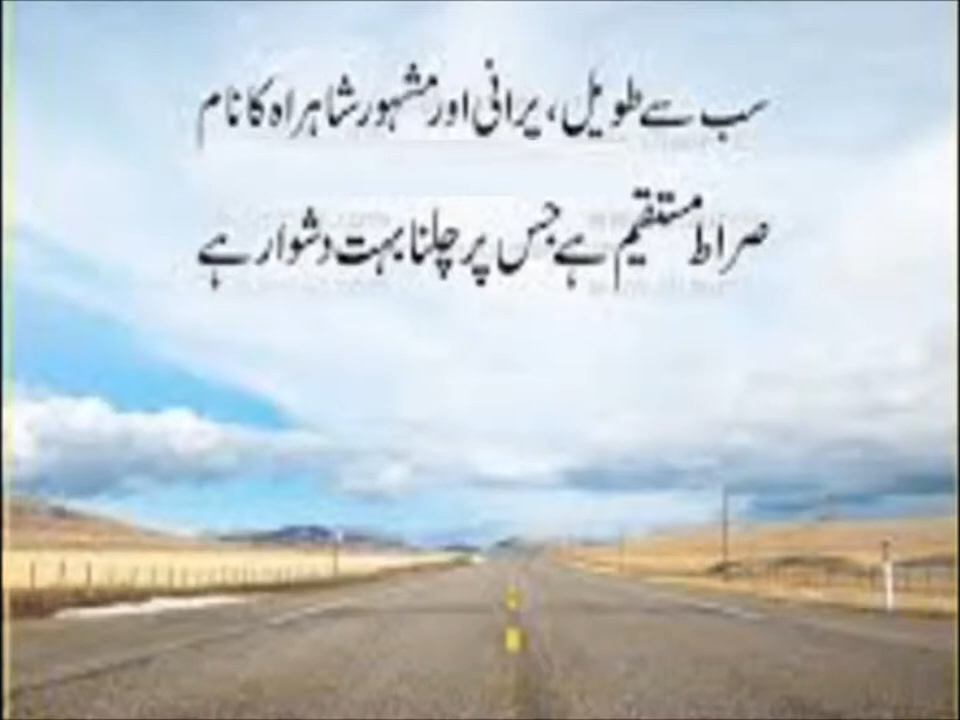 سب سے طویل، پرانی اور مشہور شاہراہ کا نام
صراط مستقیم ہے جس پر چلنا بہت دشوار ہے